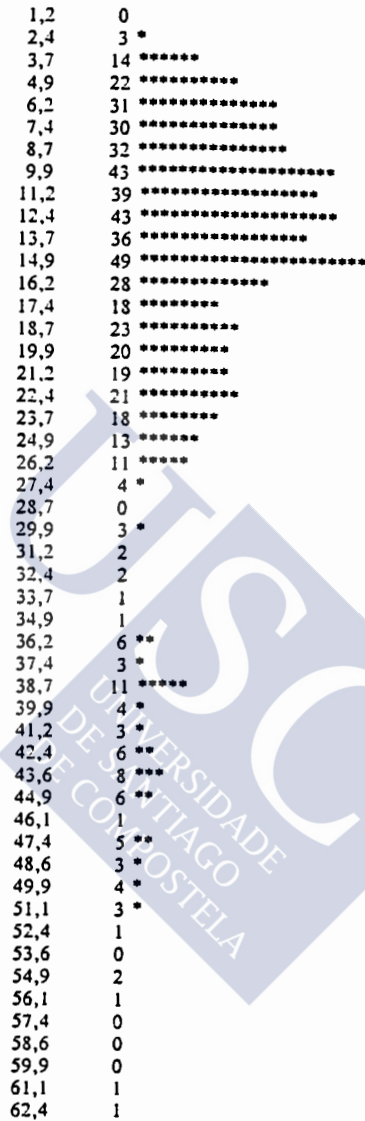 1,2 0
2,4 3 *
3,7 14 ******
4,9 22 **********
6,2 31 **************
7,4 30 **************
8,7 32 ***************
9,9 43 ********************
11,2 39 ******************
12,4 43 ********************
13,7 36 *****************
14,9 49 ***********************
16,2 28 *************
17,4 18 ********
18,7 23 **********
19,9 20 *********
21,2 19 *********
22,4 21 **********
23,7 18 ********
24,9 13 ******
26,2 11 *****
27,4 4 *
28,7 0
29,9 3 *
31,2 2
32,4 2
33,7 1
34,9 1
36,2 6 **
37,4 3 *
38,7 11 *****
39,9 4 *
41,2 3 *
42,4 6 **
43,6 8 ***
44,9 6 **
46,1 1
47,4 5 **
48,6 3 *
49,9 4 *
51,1 3 *
52,4 1
53,6 0
54,9 2
56,1 1
57,4 0
58,6 0
59,9 0
61,1 1
62,4 1
USC
UNIVERSIDADE
DE SANTIAGO
DE COMPOSTELA